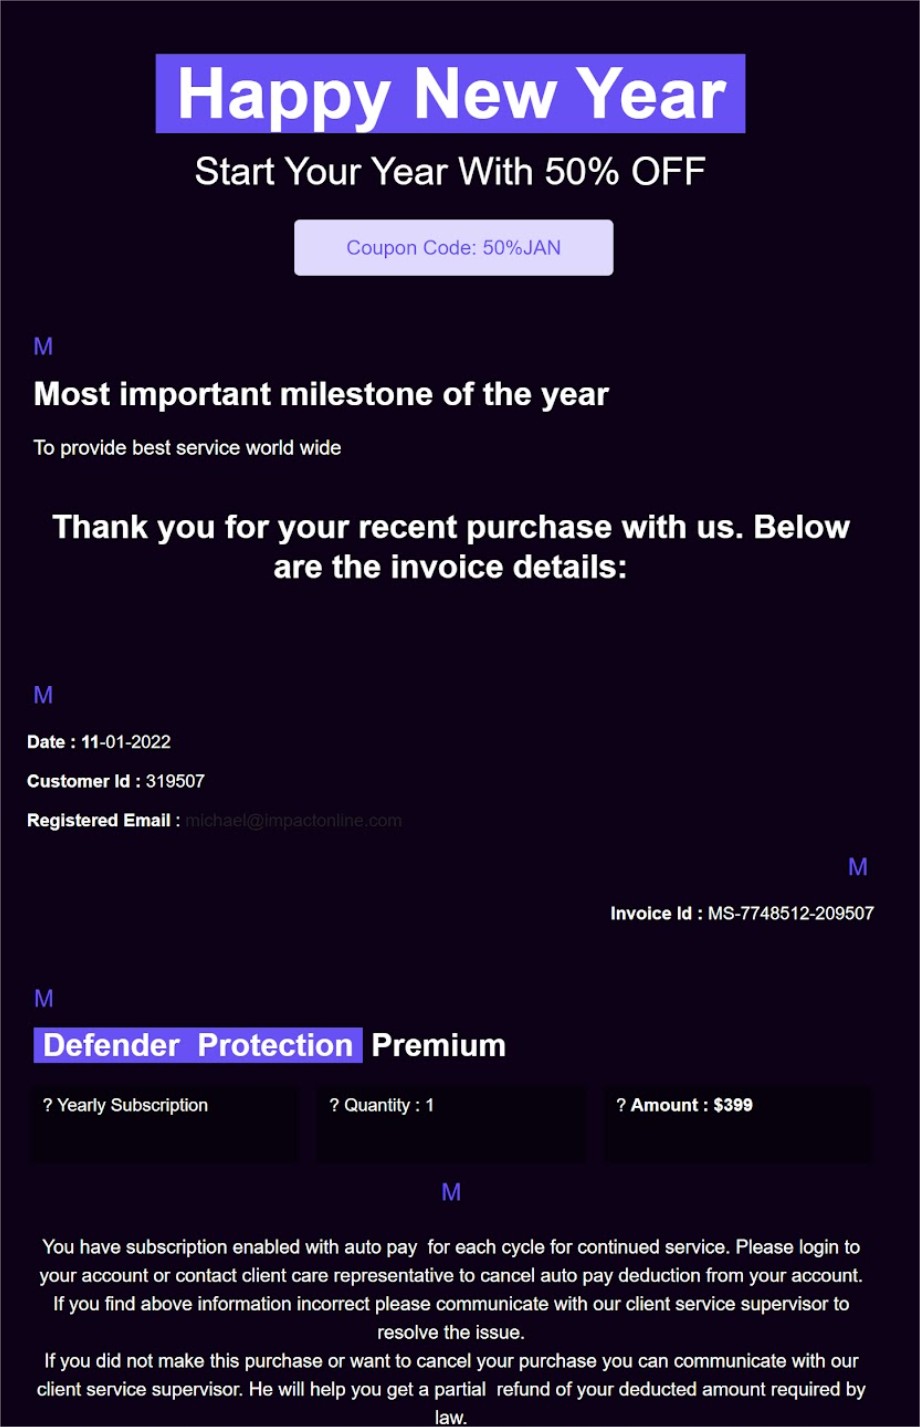 Happy New Year
Start Your Year With 50% OFF
Coupon Code: 50%JAN
M
Most important milestone of the year
To provide best service world wide
Thank you for your recent purchase with us. Below
are the invoice details:
M
Date : 11-01-2022
Customer Id : 319507
Registered Email : michael@impactonline.com
M
Invoice Id : MS-7748512-209507
M
Defender  Protection Premium
? Yearly Subscription
? Quantity : 1
? Amount : $399
M
You have subscription enabled with auto pay  for each cycle for continued service. Please login to
your account or contact client care representative to cancel auto pay deduction from your account.
If you find above information incorrect please communicate with our client service supervisor to
resolve the issue.
If you did not make this purchase or want to cancel your purchase you can communicate with our
client service supervisor. He will help you get a partial  refund of your deducted amount required by
law.